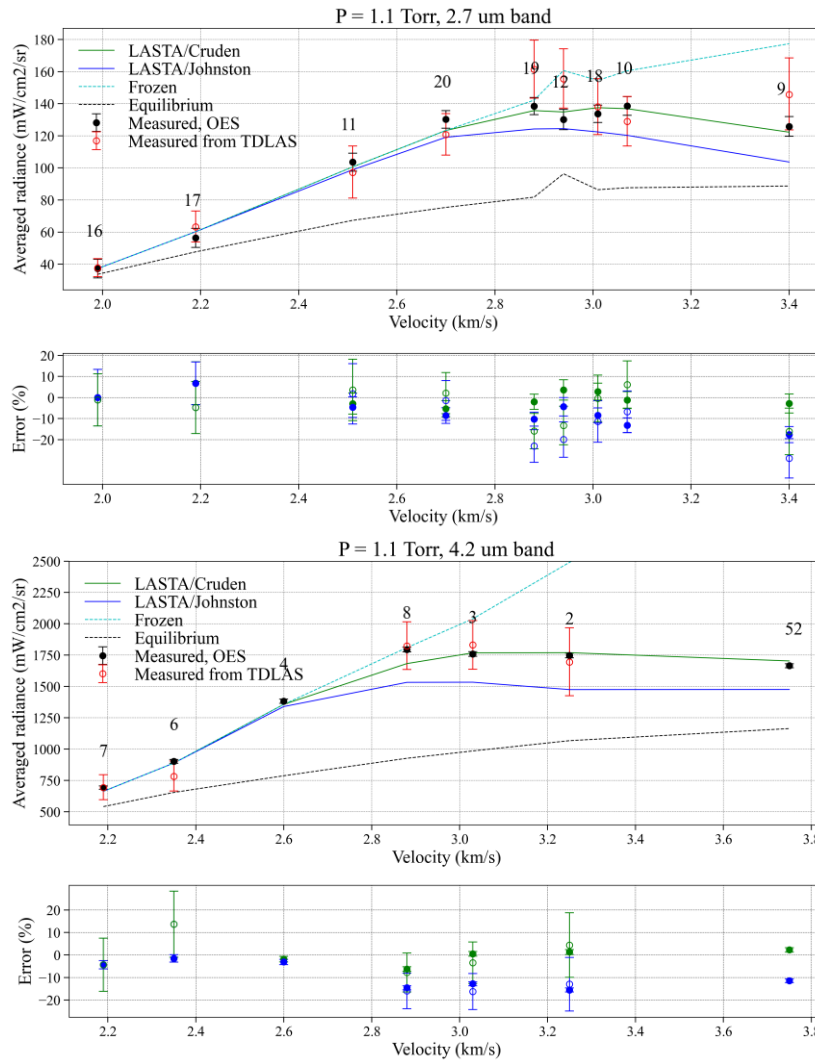 P = 1.1 Torr, 2.7 um band
Averaged radiance (mW/cm2/sr)
180
160
140
120
100
80
60
40
LASTA/Cruden
LASTA/Johnston
Frozen
Equilibrium
Measured, OES
Measured from TDLAS
16
17
11
20
19
12
18
10
9
2.0 2.2 2.4 2.6 2.8 3.0 3.2 3.4
Velocity (km/s)
Error (%)
20
10
0
−10
−20
2.0 2.2 2.4 2.6 2.8 3.0 3.2 3.4
Velocity (km/s)
P = 1.1 Torr, 4.2 um band
Averaged radiance (mW/cm2/sr)
2500
2250
2000
1750
1500
1250
1000
750
500
LASTA/Cruden
LASTA/Johnston
Frozen
Equilibrium
Measured, OES
Measured from TDLAS
7
6
4
8
3
2
52
2.2 2.4 2.6 2.8 3.0 3.2 3.4 3.6 3.8
Velocity (km/s)
Error (%)
20
10
0
−10
−20
2.2 2.4 2.6 2.8 3.0 3.2 3.4 3.6 3.8
Velocity (km/s)